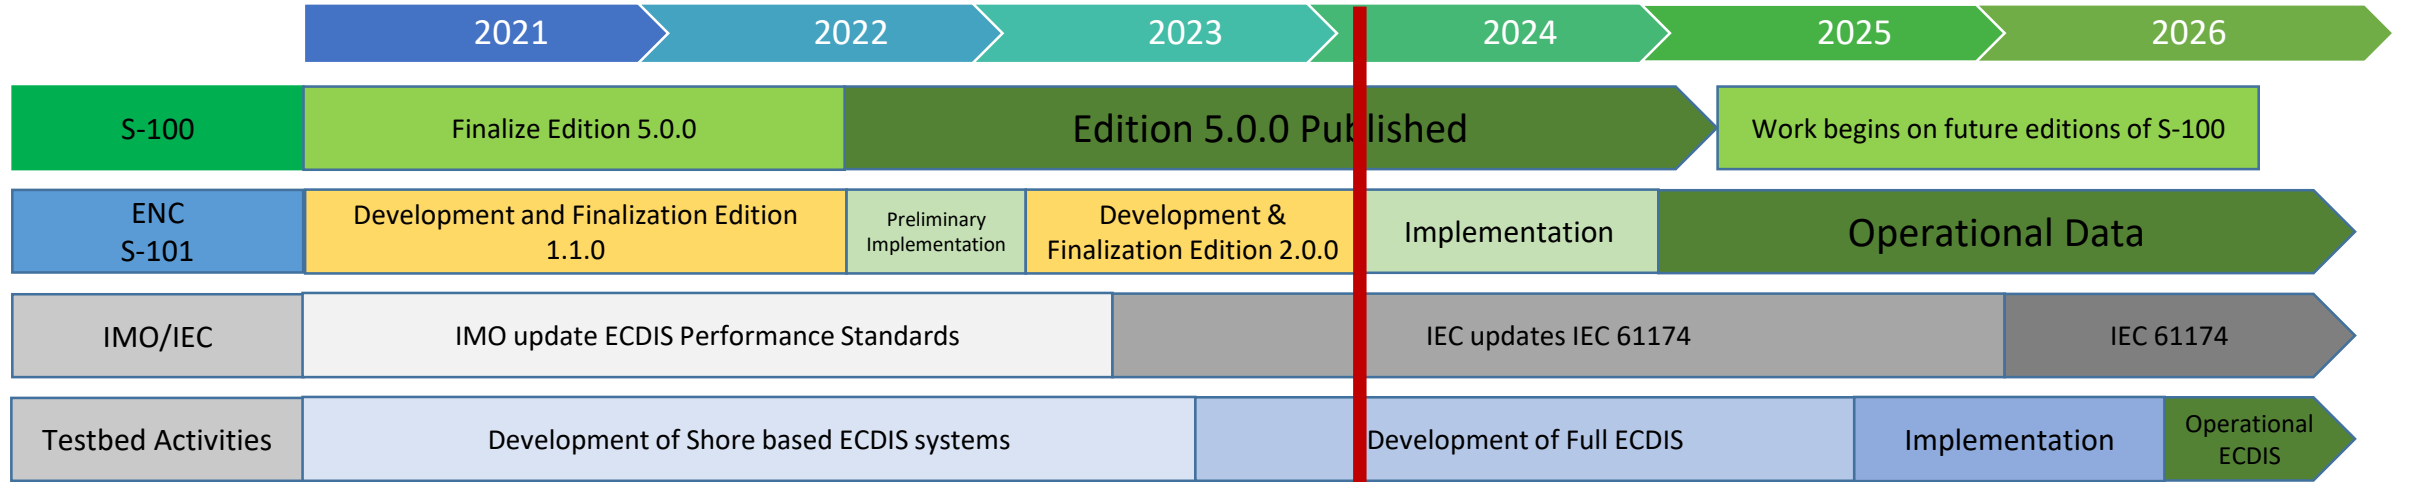 2021
2022
2023
2024
2025
2026
S-100
Finalize Edition 5.0.0
Edition 5.0.0 Published
Work begins on future editions of S-100
ENC
S-101
Development and Finalization Edition
1.1.0
Preliminary
Implementation
Development &
Finalization Edition 2.0.0
Implementation
Operational Data
IMO/IEC
IMO update ECDIS Performance Standards
IEC updates IEC 61174
IEC 61174
Testbed Activities
Development of Shore based ECDIS systems
Development of Full ECDIS
Implementation
Operational
ECDIS